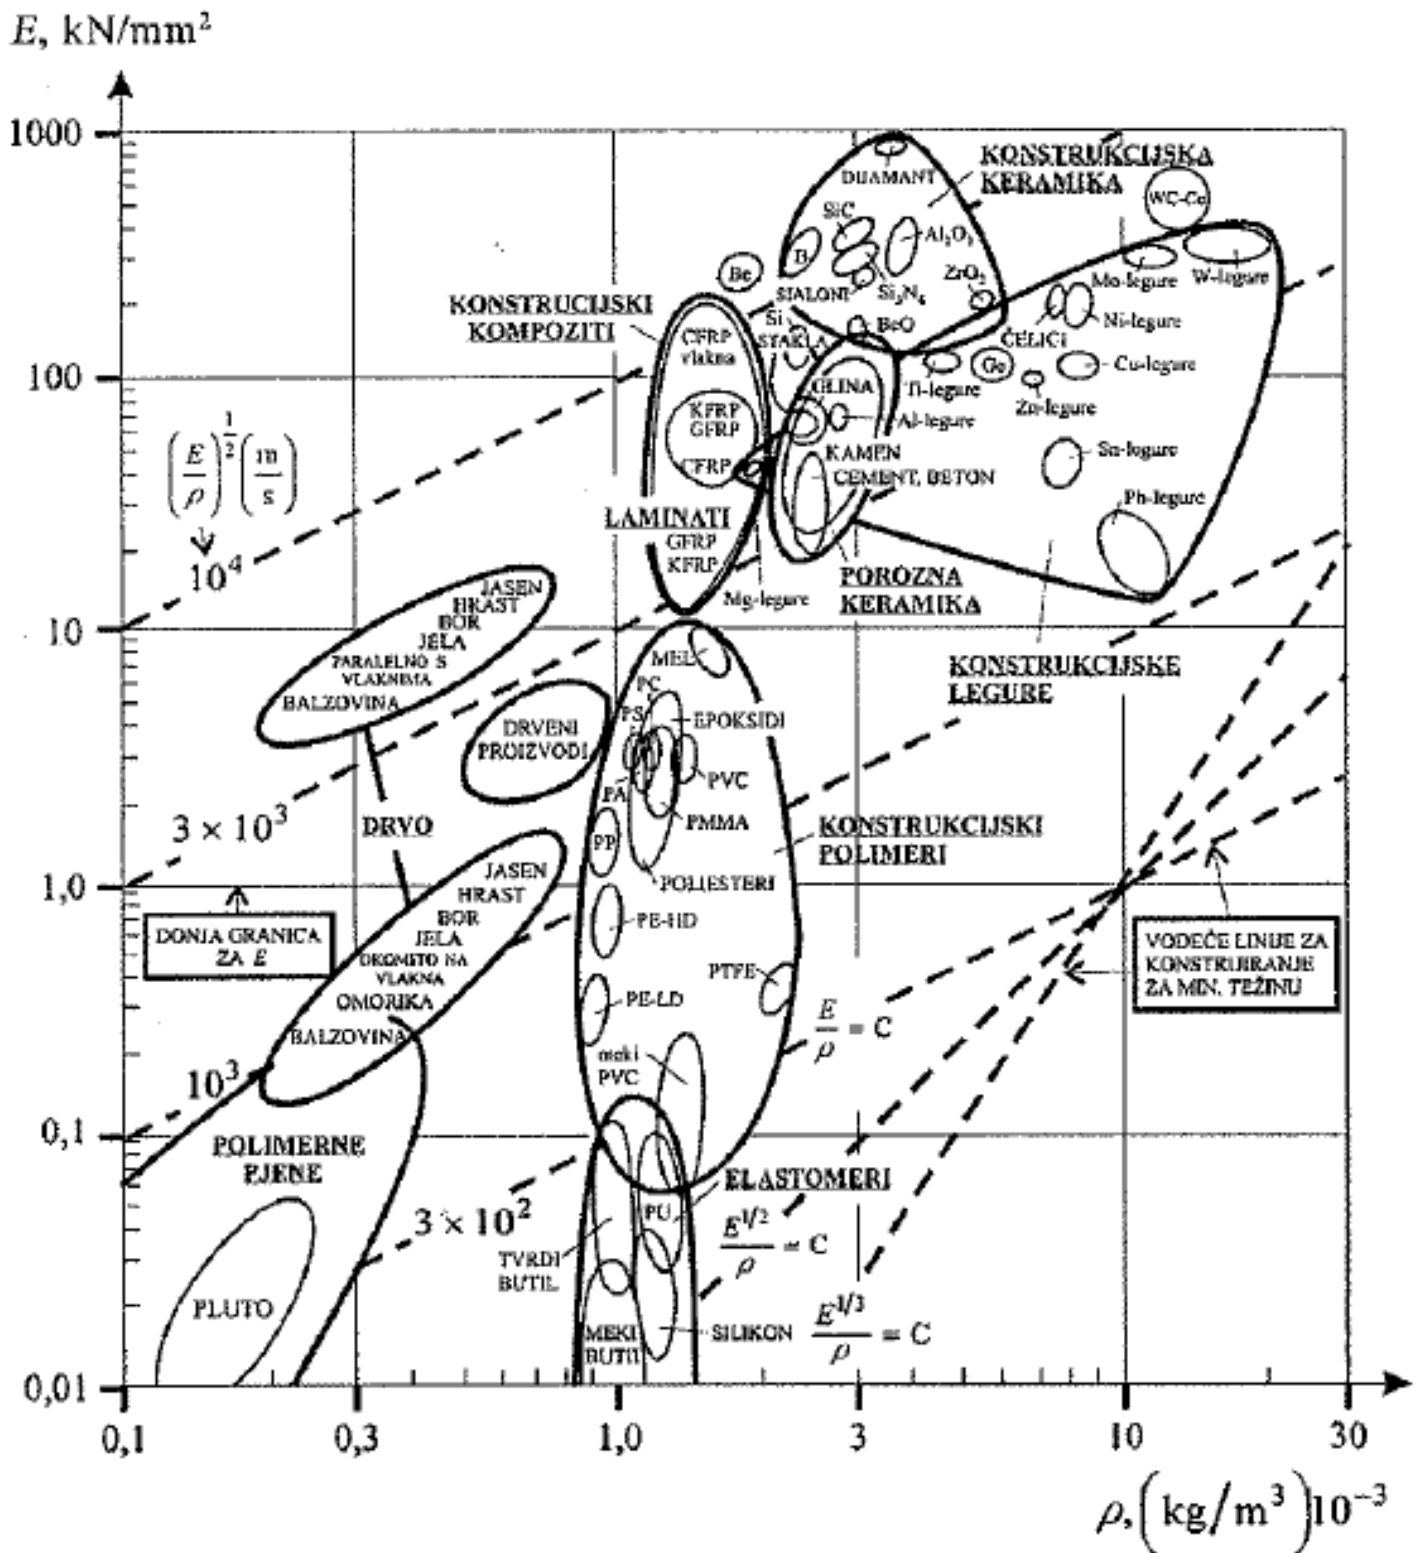 E, kN/mm²
1000
100
10
1,0
0,1
0,01
0,1
0,3
1,0
3
10
30
ρ, (kg/m³)10⁻³
(E/ρ)^1/2 (m/s)
10⁴
3 × 10³
10³
3 × 10²
KONSTRUKCIJSKA
KERAMIKA
DIJAMANT
SiC
B
Al₂O₃
SIALONI
Si₃N₄
ZrO₂
BeO
Si
Be
WC-Co
Mo-legure
W-legure
ČELICI
Ni-legure
Ti-legure
Ge
Cu-legure
Zn-legure
Al-legure
Sn-legure
Pb-legure
Mg-legure
KONSTRUKCIJSKE
LEGURE
KONSTRUCIJSKI
KOMPOZITI
CFRP
vlakna
KFRP
GFRP
CFRP
LAMINATI
GFRP
KFRP
STAKLA
GLINA
KAMEN
CEMENT, BETON
POROZNA
KERAMIKA
JASEN
HRAST
BOR
JELA
PARALELNO S
VLAKNIMA
BALZOVINA
DRVENI
PROIZVODI
DRVO
JASEN
HRAST
BOR
JELA
OKOMITO NA
VLAKNA
OMORIKA
BALZOVINA
DONJA GRANICA
ZA E
MEL
PC
PS
EPOKSIDI
PVC
PA
PMMA
PP
POLIESTERI
PE-HD
PE-LD
PTFE
meki
PVC
KONSTRUKCIJSKI
POLIMERI
VODEĆE LINIJE ZA
KONSTRUIRANJE
ZA MIN. TEŽINU
E/ρ = C
E^1/2/ρ = C
E^1/3/ρ = C
POLIMERNE
PJENE
PLUTO
ELASTOMERI
PU
TVRDI
BUTIL
MEKI
BUTIL
SILIKON